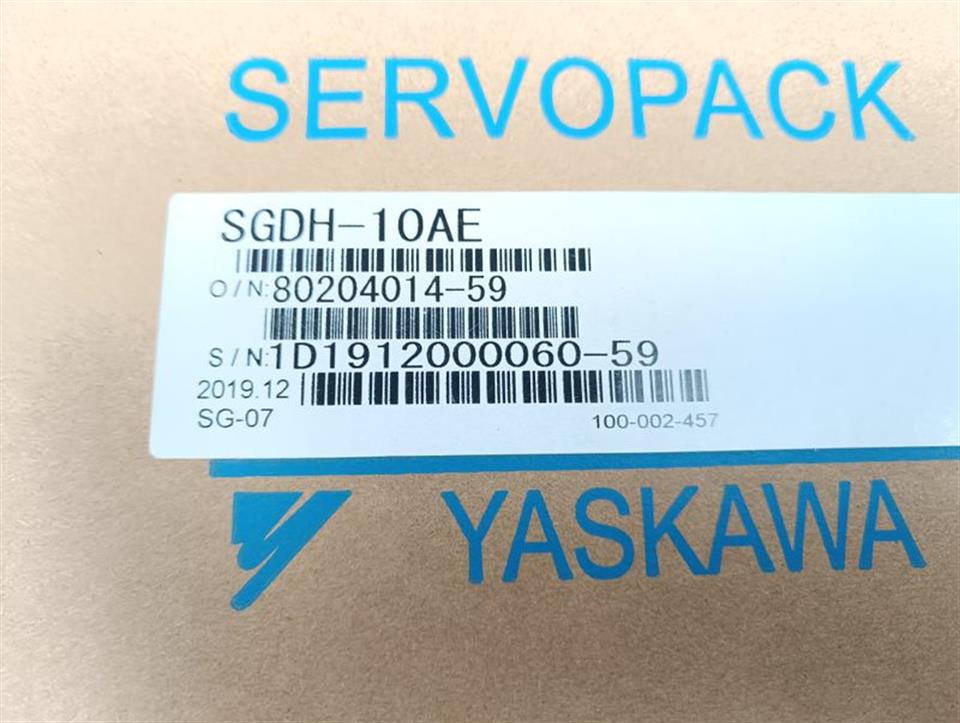 SERVOPACK
SGDH-10AE
O/N:80204014-59
S/N:1D1912000060-59
2019.12
SG-07
100-002-457
YASKAWA